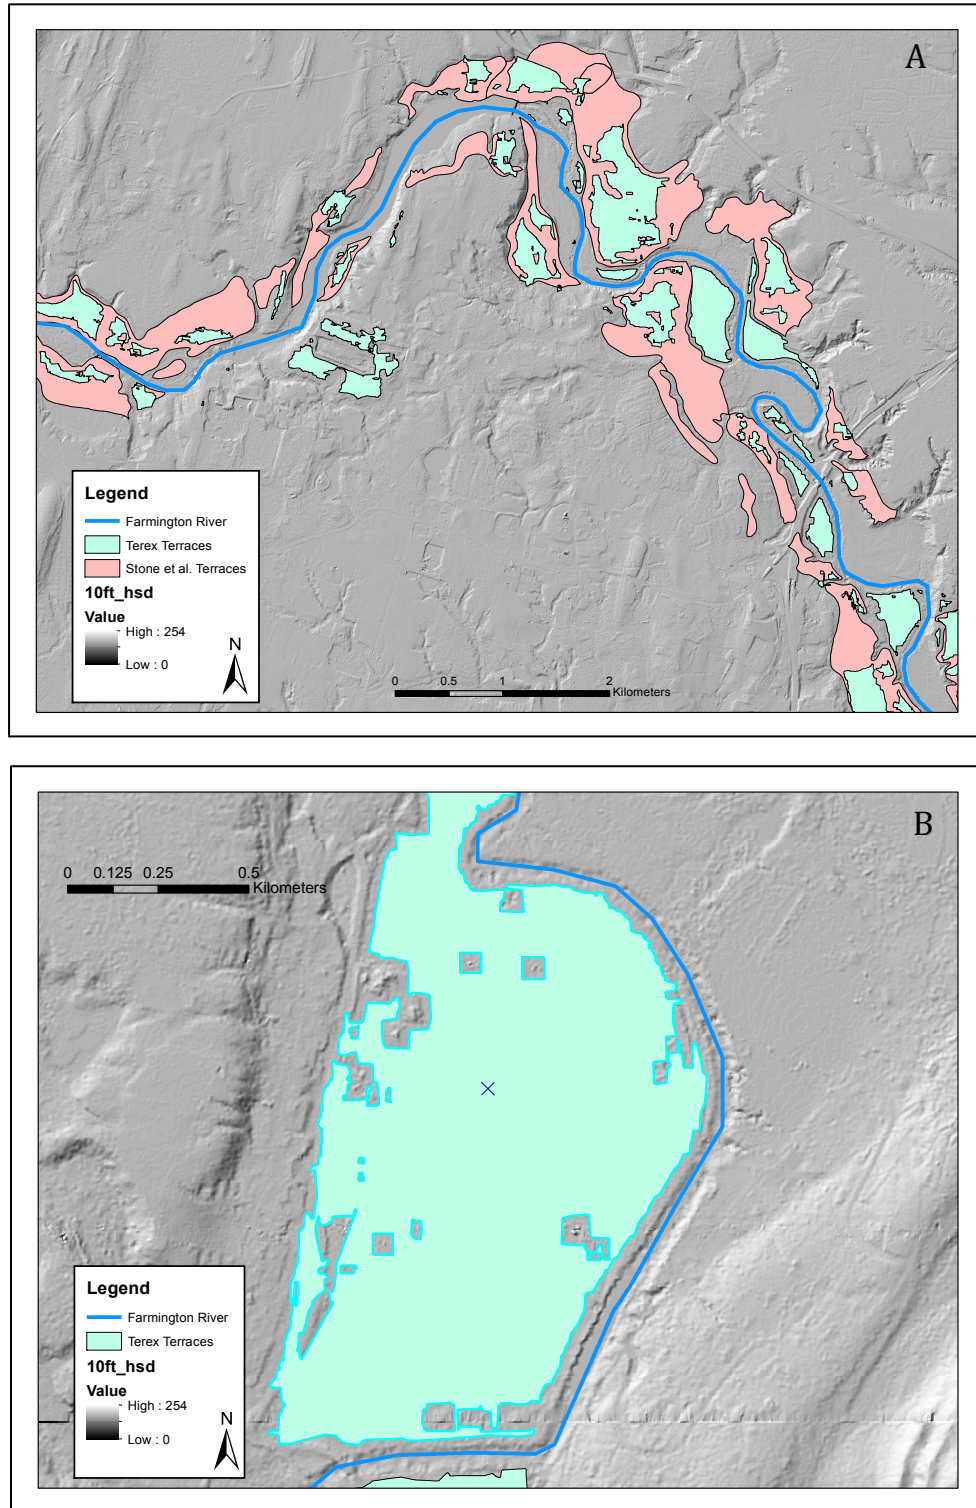 A
Legend
Farmington River
Terex Terraces
Stone et al. Terraces
10ft_hsd
Value
High : 254
Low : 0
N
0 0.5 1 2
Kilometers
B
0 0.125 0.25 0.5
Kilometers
Legend
Farmington River
Terex Terraces
10ft_hsd
Value
High : 254
Low : 0
N